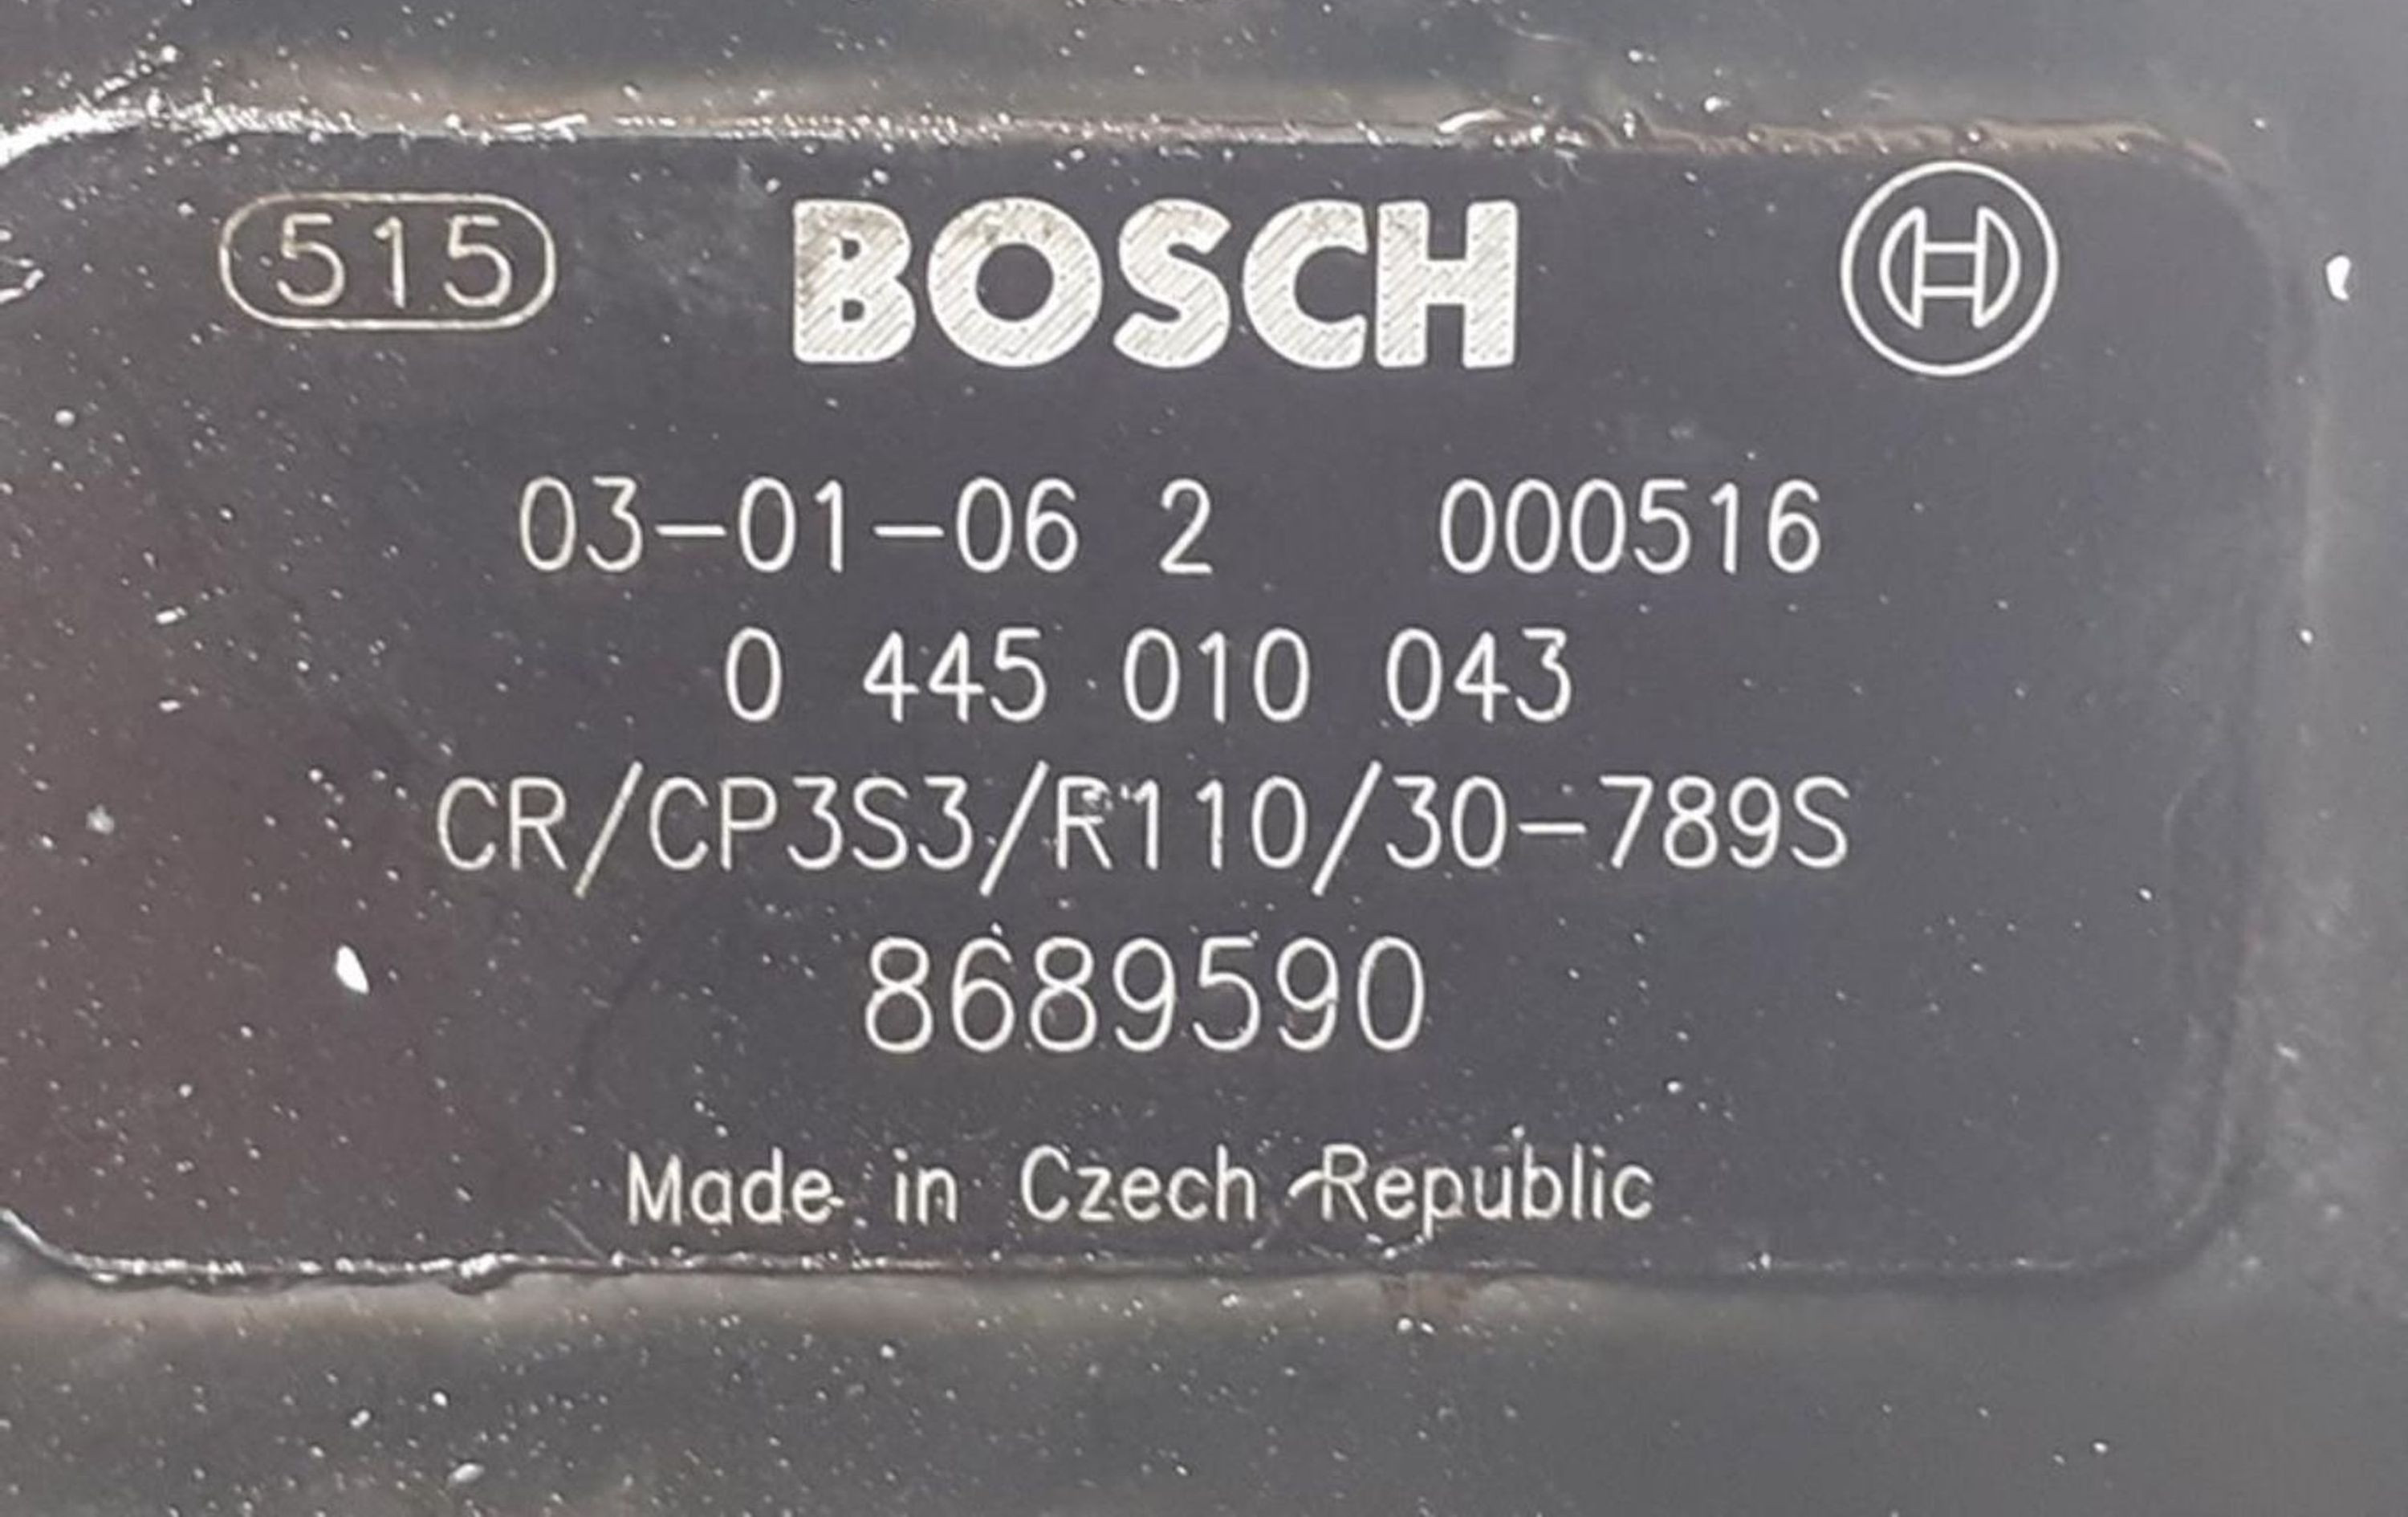 515 BOSCH
03-01-06 2 000516
0 445 010 043
CR/CP3S3/R110/30-789S
8689590
Made in Czech Republic